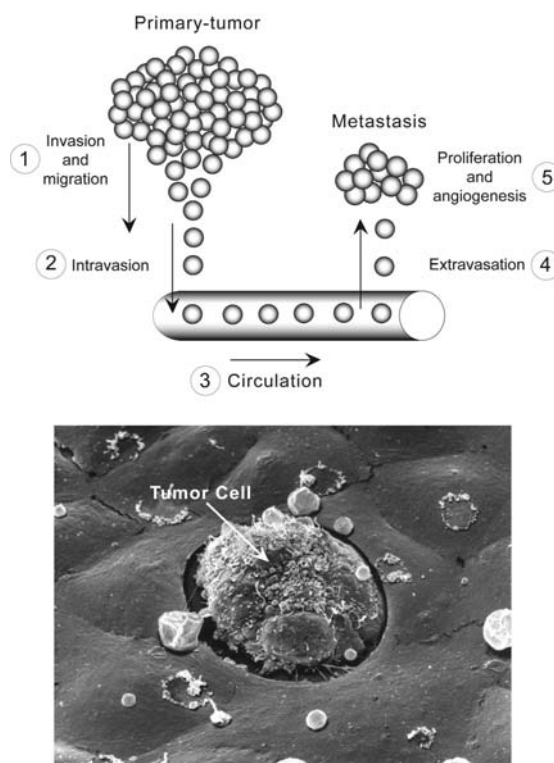 Primary-tumor
1
Invasion
and
migration
Metastasis
Proliferation
and
angiogenesis
5
2
Intravasion
Extravasation
4
3
Circulation
Tumor Cell